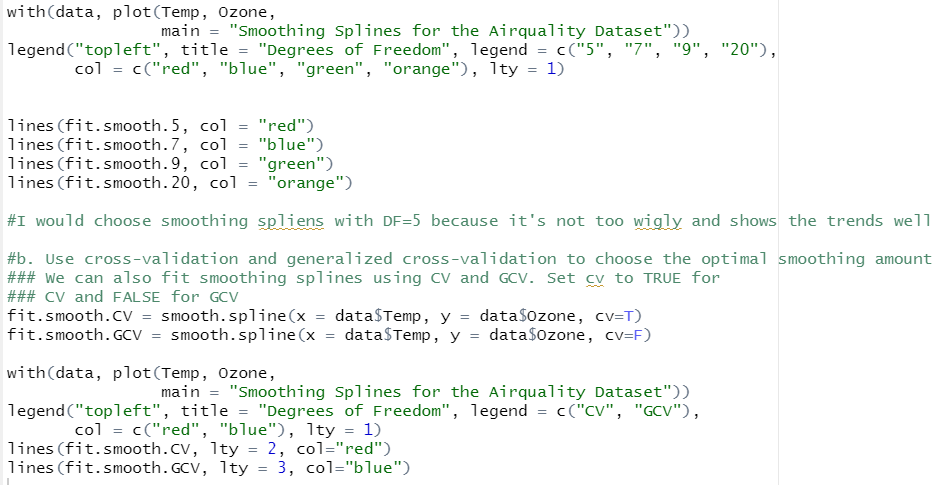 with(data, plot(Temp, Ozone,
main = "Smoothing Splines for the Airquality Dataset"))
legend("topleft", title = "Degrees of Freedom", legend = c("5", "7", "9", "20"),
col = c("red", "blue", "green", "orange"), lty = 1)
lines(fit.smooth.5, col = "red")
lines(fit.smooth.7, col = "blue")
lines(fit.smooth.9, col = "green")
lines(fit.smooth.20, col = "orange")
#I would choose smoothing spliens with DF=5 because it's not too wigly and shows the trends well
#b. Use cross-validation and generalized cross-validation to choose the optimal smoothing amount
### We can also fit smoothing splines using CV and GCV. Set cv to TRUE for
### CV and FALSE for GCV
fit.smooth.CV = smooth.spline(x = data$Temp, y = data$Ozone, cv=T)
fit.smooth.GCV = smooth.spline(x = data$Temp, y = data$Ozone, cv=F)
with(data, plot(Temp, Ozone,
main = "Smoothing Splines for the Airquality Dataset"))
legend("topleft", title = "Degrees of Freedom", legend = c("CV", "GCV"),
col = c("red", "blue"), lty = 1)
lines(fit.smooth.CV, lty = 2, col="red")
lines(fit.smooth.GCV, lty = 3, col="blue")